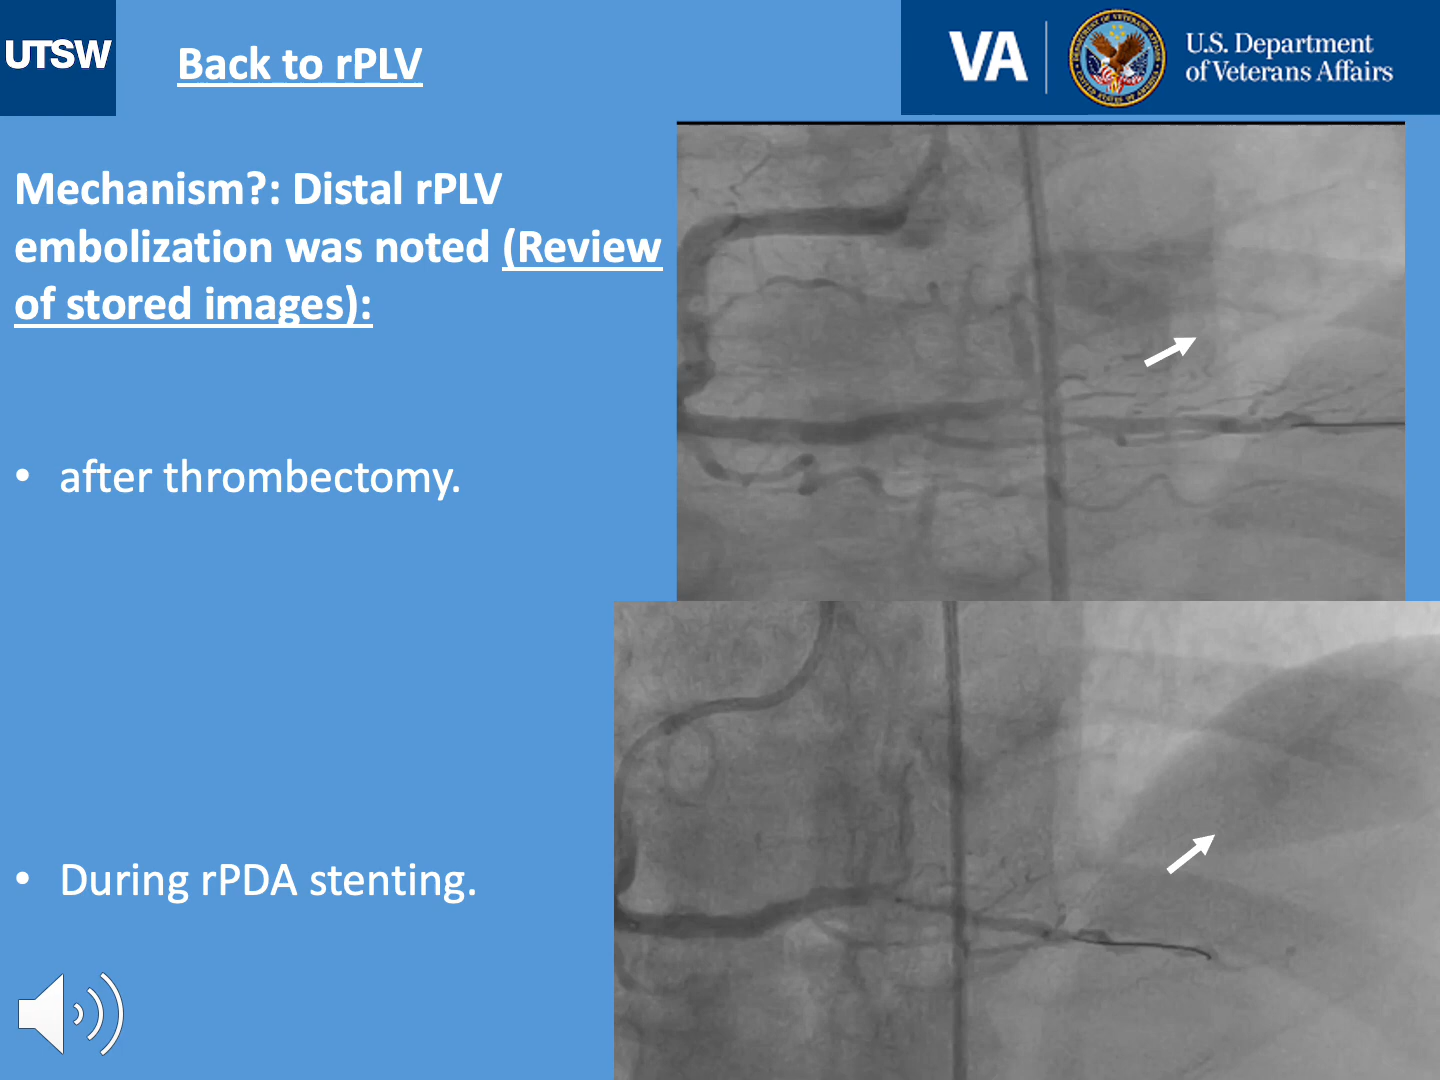 UTSW
Back to rPLV
VA
U.S. Department
of Veterans Affairs
Mechanism?: Distal rPLV
embolization was noted (Review
of stored images):
• after thrombectomy.
• During rPDA stenting.